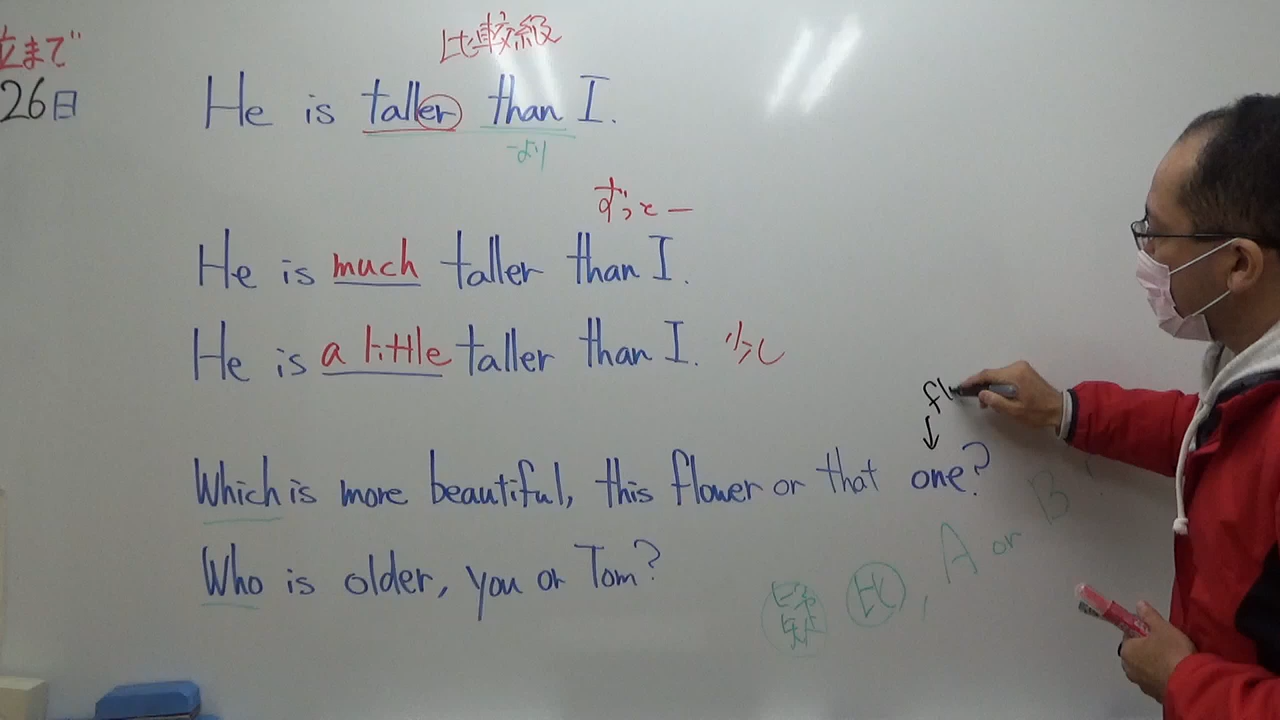 立まで
26日
比較級
He is taller than I.
〜より
ずっと ー
He is much taller than I.
He is a little taller than I. 少し
fl
Which is more beautiful, this flower or that one?
Who is older, you or Tom?
疑 比, A or B?